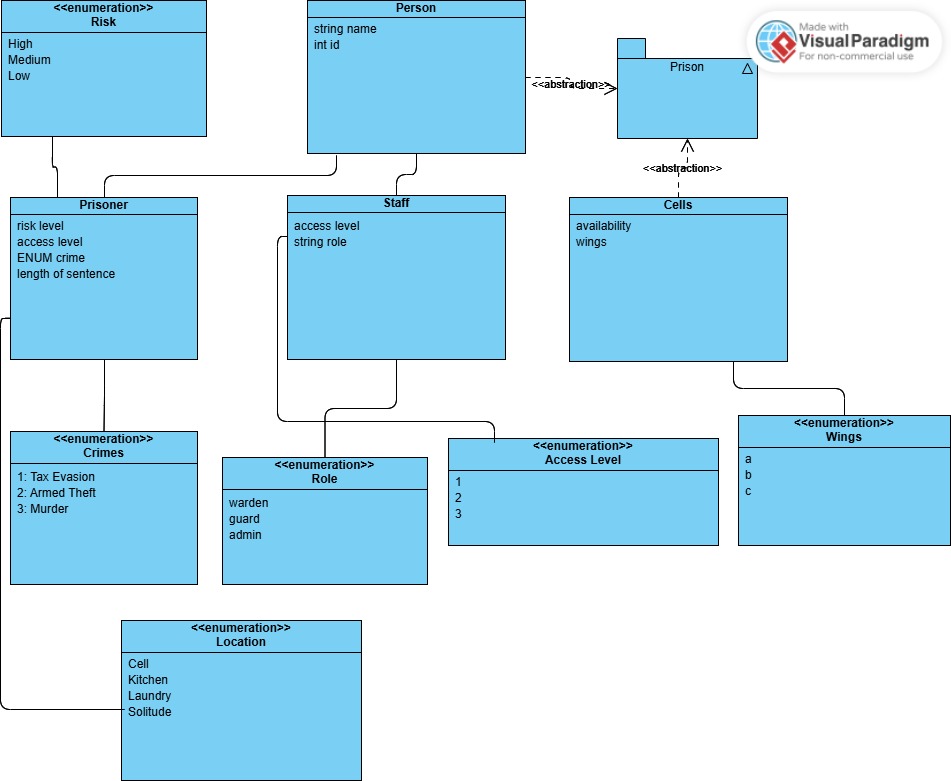 <<enumeration>>
Risk
High
Medium
Low
Person
string name
int id
Made with
Visual Paradigm
For non-commercial use
Prison
<<abstraction>>
<<abstraction>>
Prisoner
risk level
access level
ENUM crime
length of sentence
Staff
access level
string role
Cells
availability
wings
<<enumeration>>
Crimes
1: Tax Evasion
2: Armed Theft
3: Murder
<<enumeration>>
Role
warden
guard
admin
<<enumeration>>
Access Level
1
2
3
<<enumeration>>
Wings
a
b
c
<<enumeration>>
Location
Cell
Kitchen
Laundry
Solitude